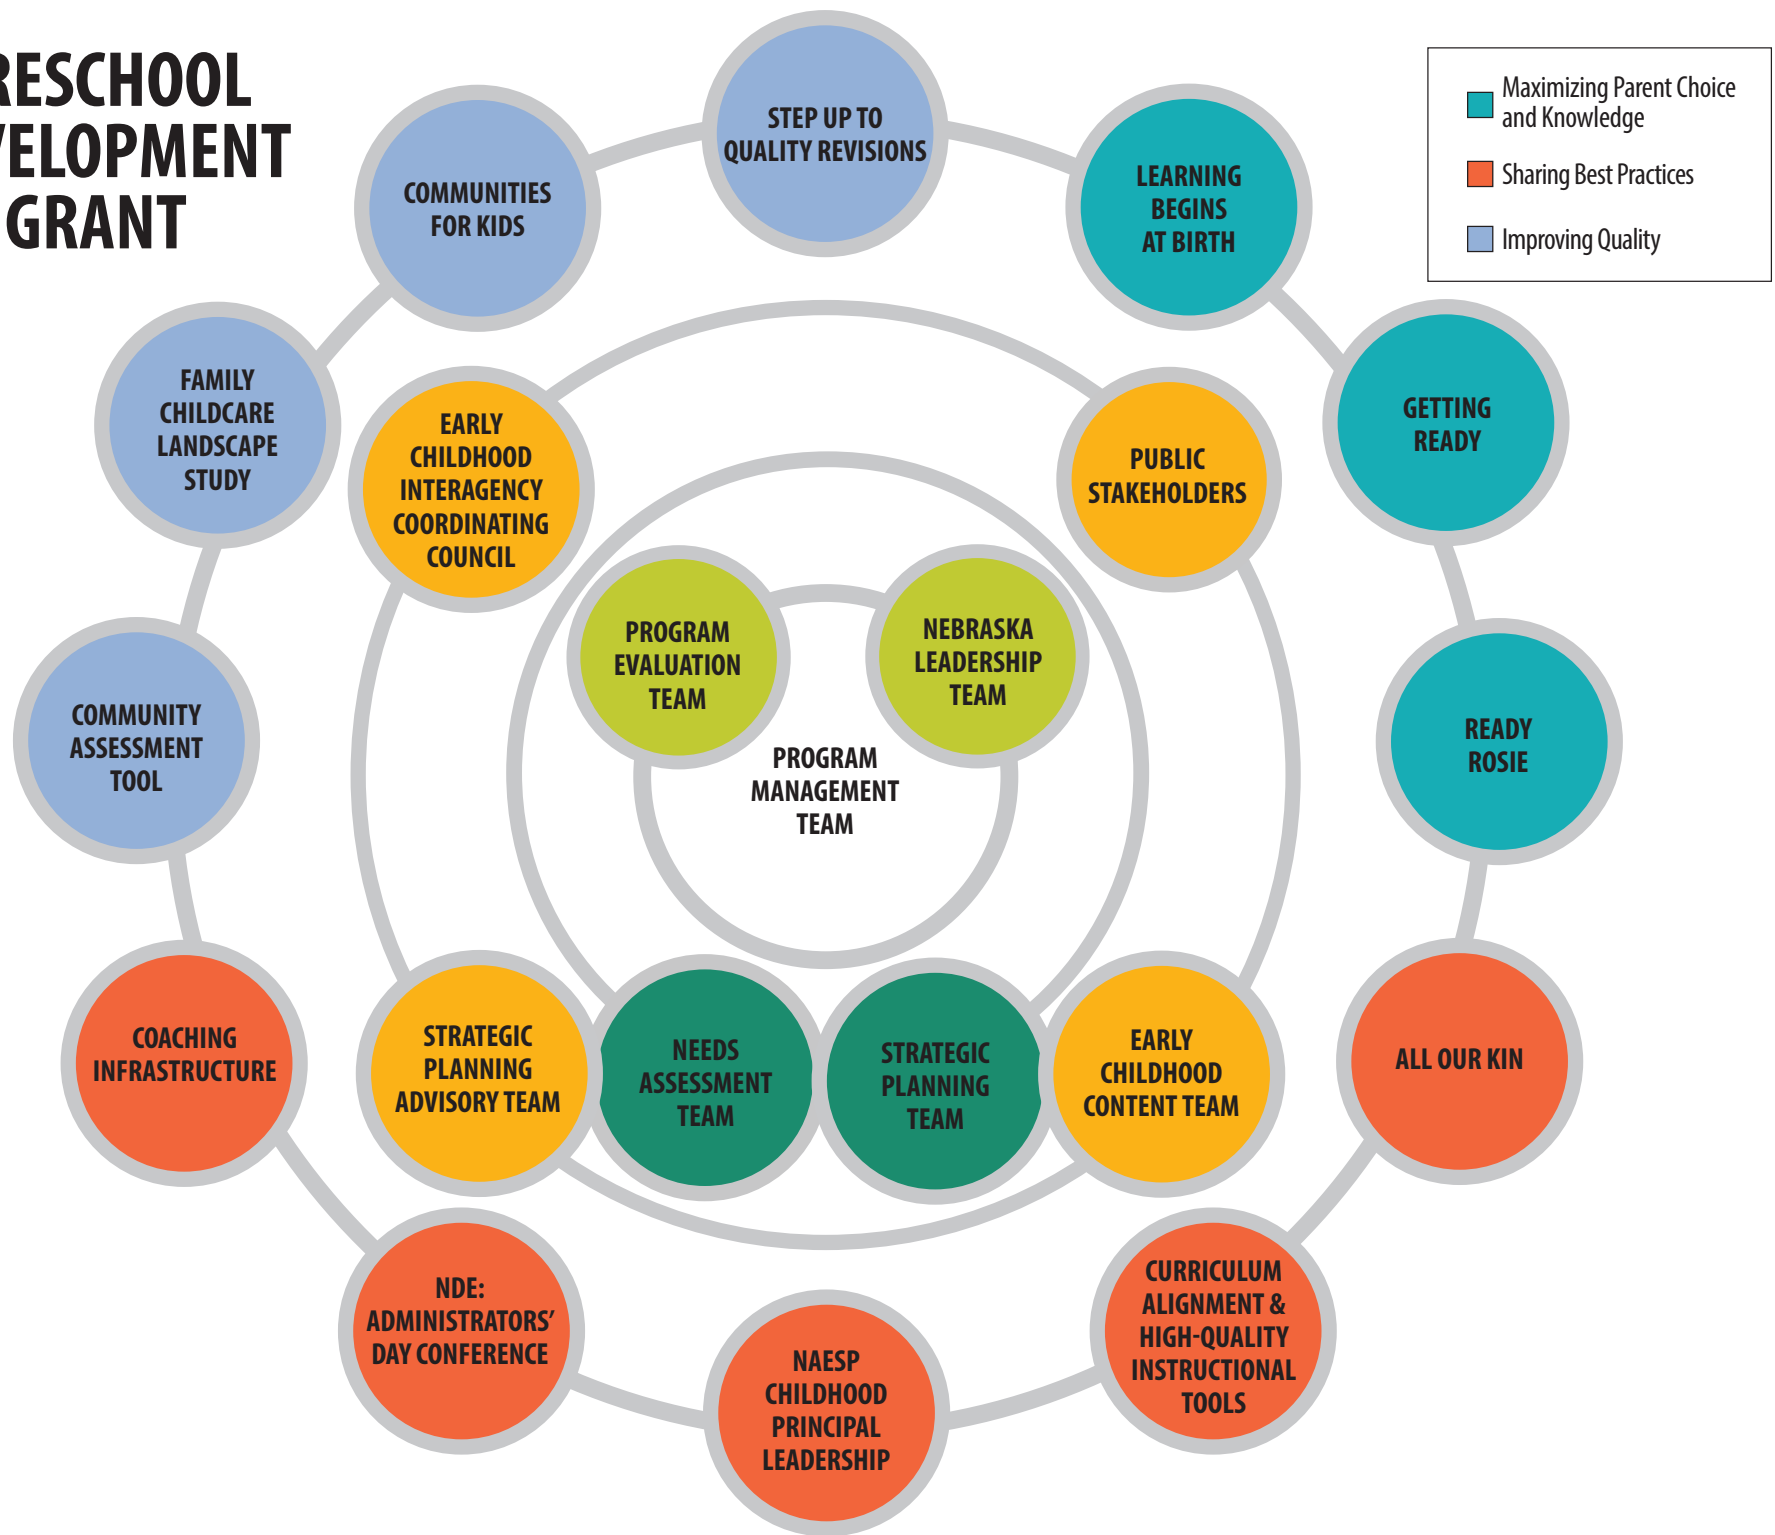 RESCHOOL
VELOPMENT
GRANT
Maximizing Parent Choice
and Knowledge
Sharing Best Practices
Improving Quality
STEP UP TO
QUALITY REVISIONS
COMMUNITIES
FOR KIDS
LEARNING
BEGINS
AT BIRTH
FAMILY
CHILDCARE
LANDSCAPE
STUDY
GETTING
READY
EARLY
CHILDHOOD
INTERAGENCY
COORDINATING
COUNCIL
PUBLIC
STAKEHOLDERS
PROGRAM
EVALUATION
TEAM
NEBRASKA
LEADERSHIP
TEAM
COMMUNITY
ASSESSMENT
TOOL
PROGRAM
MANAGEMENT
TEAM
READY
ROSIE
COACHING
INFRASTRUCTURE
STRATEGIC
PLANNING
ADVISORY TEAM
NEEDS
ASSESSMENT
TEAM
STRATEGIC
PLANNING
TEAM
EARLY
CHILDHOOD
CONTENT TEAM
ALL OUR KIN
NDE:
ADMINISTRATORS’
DAY CONFERENCE
NAESP
CHILDHOOD
PRINCIPAL
LEADERSHIP
CURRICULUM
ALIGNMENT &
HIGH-QUALITY
INSTRUCTIONAL
TOOLS